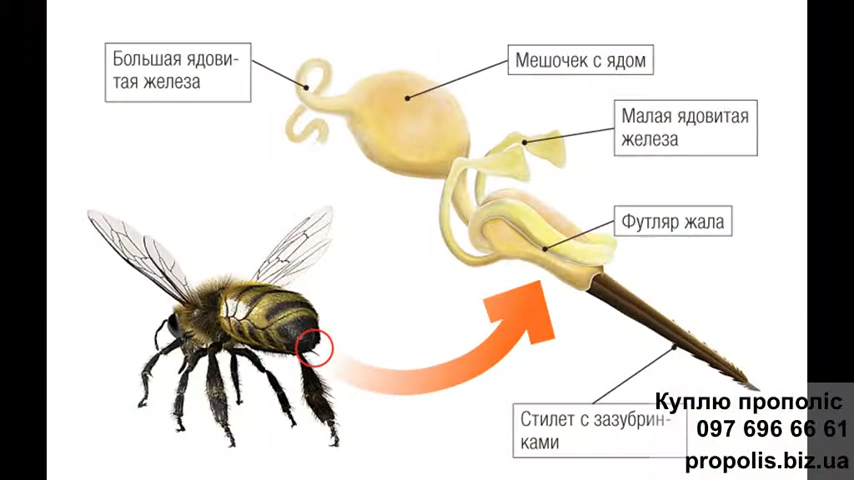 Большая ядови-
тая железа
Мешочек с ядом
Малая ядовитая
железа
Футляр жала
Стилет с зазубрин-
ками
Куплю прополіс
097 696 66 61
propolis.biz.ua